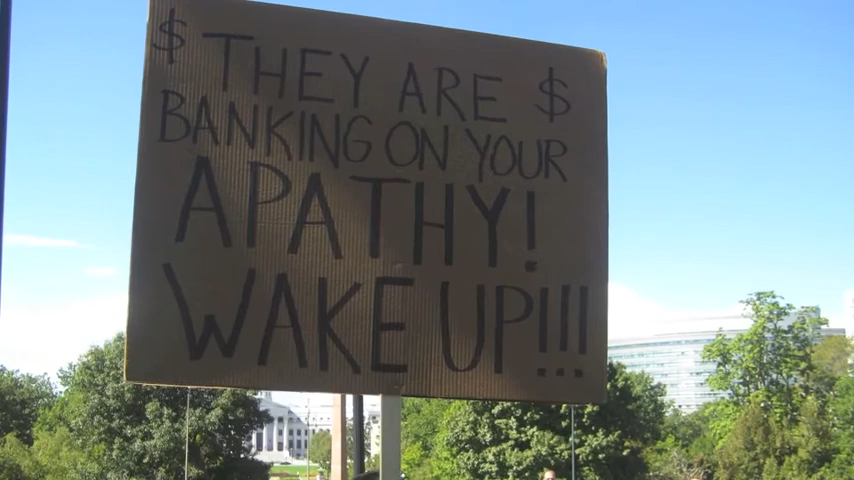 $ THEY ARE $
BANKING ON YOUR
APATHY!
WAKE UP!!!